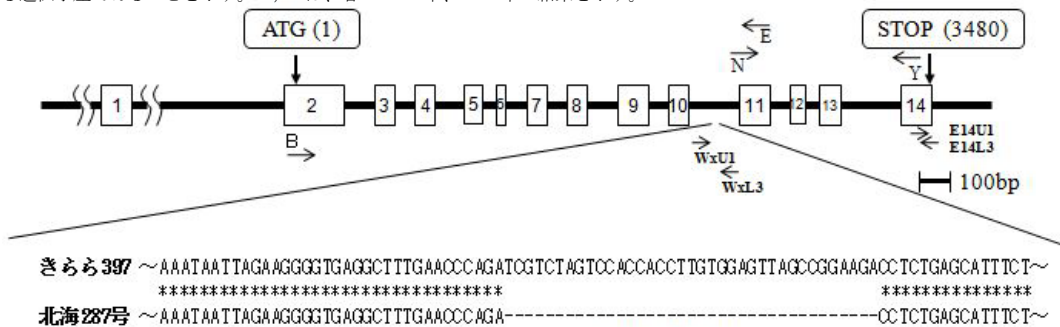 ATG (1)
STOP (3480)
E
N
Y
1
2
3
4
5
6
7
8
9
10
11
12
13
14
B
WxU1
WxL3
E14U1
E14L3
100bp
きらら397 ～AAATAATTAGAAGGGGTGAGGCTTTGAACCCAGATCGTCTAGTCCACCACCTTGTGGAGTTAGCCGGAAGACCTCTGAGCATTTCT～
********************************** ***************
北海287号 ～AAATAATTAGAAGGGGTGAGGCTTTGAACCCAGA-------------------------------------CCTCTGAGCATTTCT～